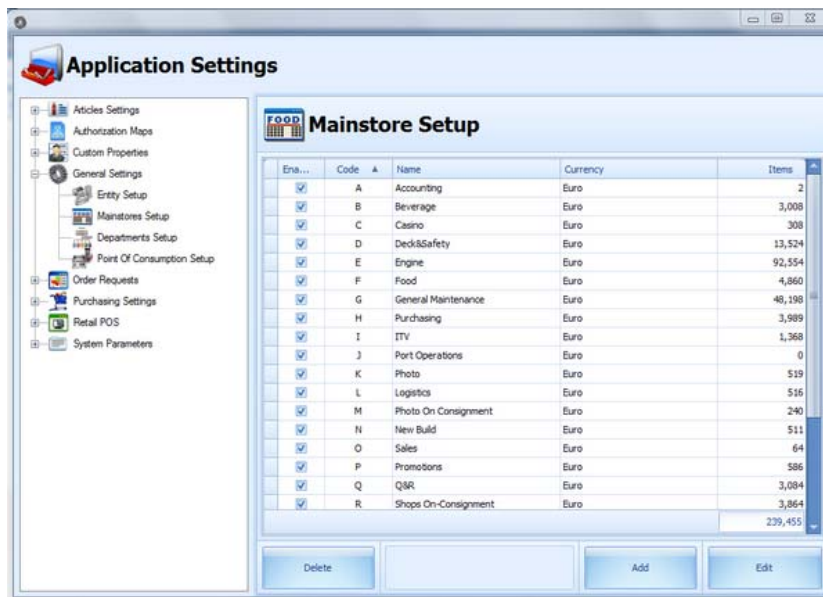 Application Settings
Articles Settings
Authorization Maps
Custom Properties
General Settings
Entity Setup
Mainstores Setup
Departments Setup
Point Of Consumption Setup
Order Requests
Purchasing Settings
Retail POS
System Parameters
FOOD
Mainstore Setup
Ena... Code Name Currency Items
A Accounting Euro 2
B Beverage Euro 3,008
C Casino Euro 308
D Deck&Safety Euro 13,524
E Engine Euro 92,554
F Food Euro 4,860
G General Maintenance Euro 48,198
H Purchasing Euro 3,989
I ITV Euro 1,368
J Port Operations Euro 0
K Photo Euro 519
L Logistics Euro 516
M Photo On Consignment Euro 240
N New Build Euro 511
O Sales Euro 64
P Promotions Euro 586
Q Q&R Euro 3,084
R Shops On-Consignment Euro 3,864
239,455
Delete Add Edit